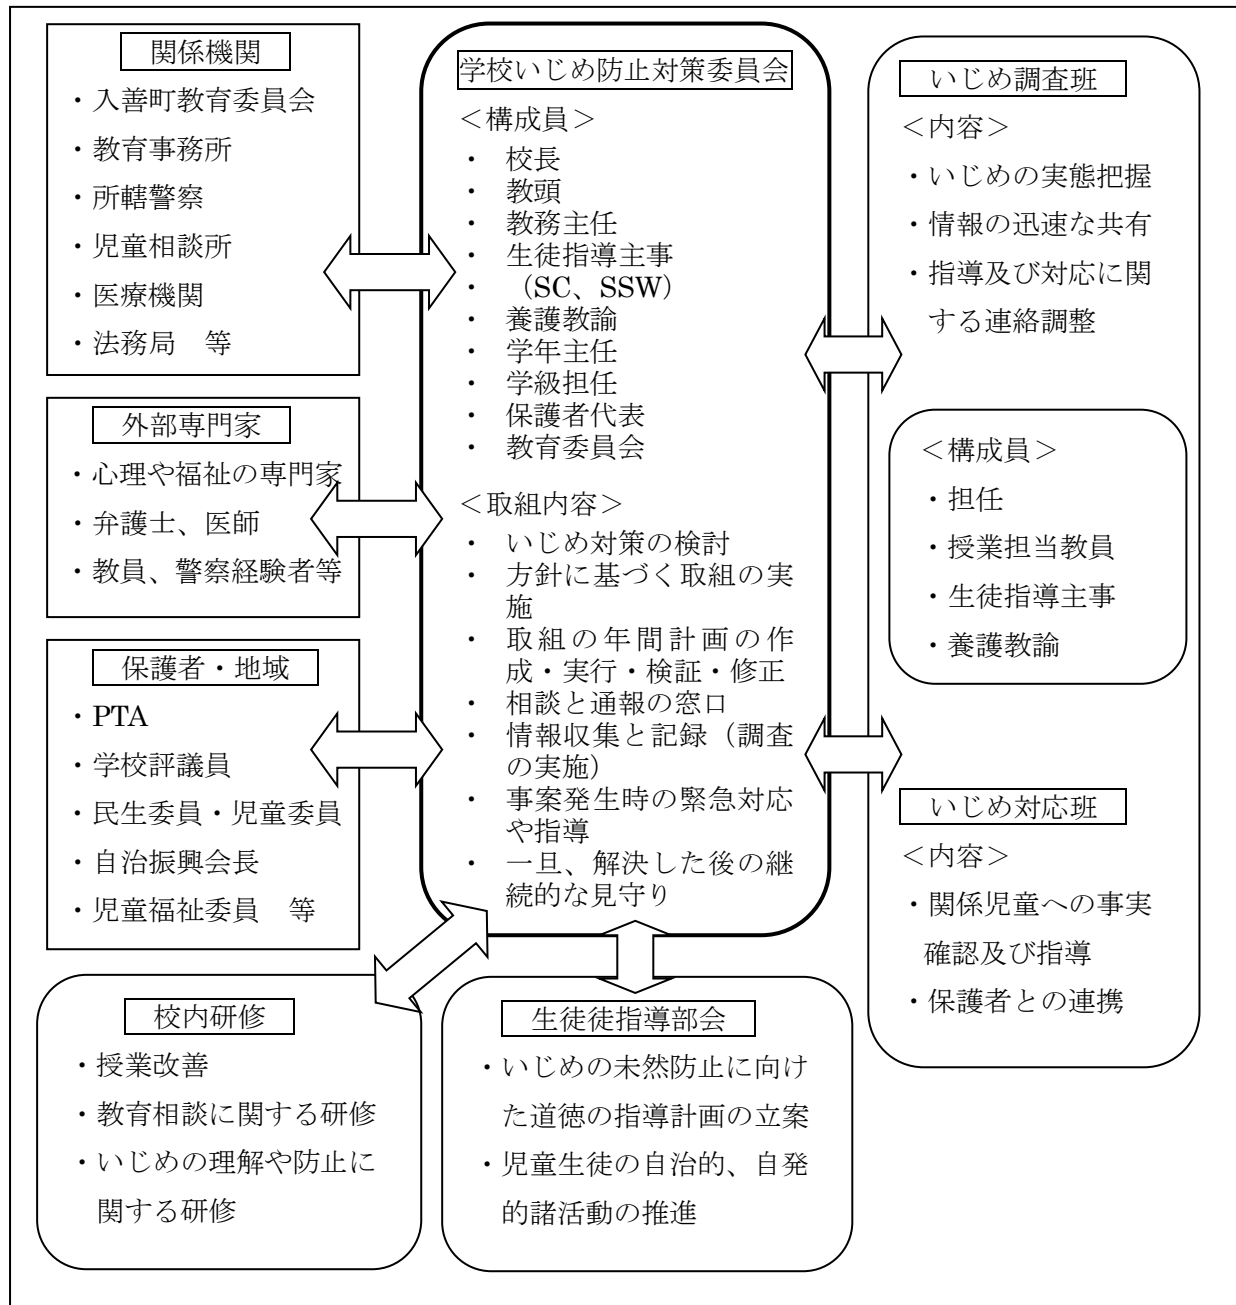 関係機関
・入善町教育委員会
・教育事務所
・所轄警察
・児童相談所
・医療機関
・法務局　等
外部専門家
・心理や福祉の専門家
・弁護士、医師
・教員、警察経験者等
保護者・地域
・PTA
・学校評議員
・民生委員・児童委員
・自治振興会長
・児童福祉委員　等
学校いじめ防止対策委員会
＜構成員＞
・　校長
・　教頭
・　教務主任
・　生徒指導主事
・　（SC、SSW）
・　養護教諭
・　学年主任
・　学級担任
・　保護者代表
・　教育委員会
＜取組内容＞
・　いじめ対策の検討
・　方針に基づく取組の実
施
・　取組の年間計画の作
成・実行・検証・修正
・　相談と通報の窓口
・　情報収集と記録（調査
の実施）
・　事案発生時の緊急対応
や指導
・　一旦、解決した後の継
続的な見守り
いじめ調査班
＜内容＞
・いじめの実態把握
・情報の迅速な共有
・指導及び対応に関
する連絡調整
＜構成員＞
・担任
・授業担当教員
・生徒指導主事
・養護教諭
いじめ対応班
＜内容＞
・関係児童への事実
確認及び指導
・保護者との連携
校内研修
・授業改善
・教育相談に関する研修
・いじめの理解や防止に
関する研修
生徒徒指導部会
・いじめの未然防止に向け
た道徳の指導計画の立案
・児童生徒の自治的、自発
的諸活動の推進